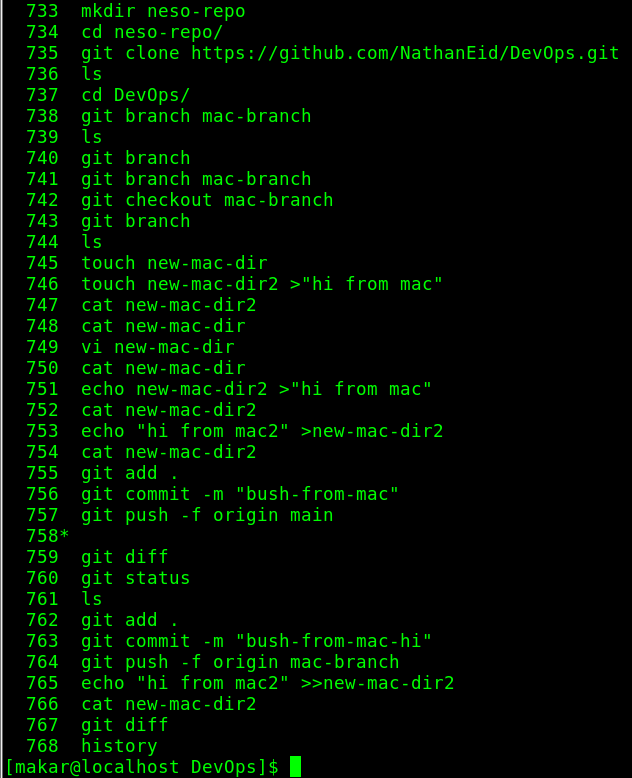 733  mkdir neso-repo
734  cd neso-repo/
735  git clone https://github.com/NathanEid/DevOps.git
736  ls
737  cd DevOps/
738  git branch mac-branch
739  ls
740  git branch
741  git branch mac-branch
742  git checkout mac-branch
743  git branch
744  ls
745  touch new-mac-dir
746  touch new-mac-dir2 >"hi from mac"
747  cat new-mac-dir2
748  cat new-mac-dir
749  vi new-mac-dir
750  cat new-mac-dir
751  echo new-mac-dir2 >"hi from mac"
752  cat new-mac-dir2
753  echo "hi from mac2" >new-mac-dir2
754  cat new-mac-dir2
755  git add .
756  git commit -m "bush-from-mac"
757  git push -f origin main
758*
759  git diff
760  git status
761  ls
762  git add .
763  git commit -m "bush-from-mac-hi"
764  git push -f origin mac-branch
765  echo "hi from mac2" >>new-mac-dir2
766  cat new-mac-dir2
767  git diff
768  history
[makar@localhost DevOps]$